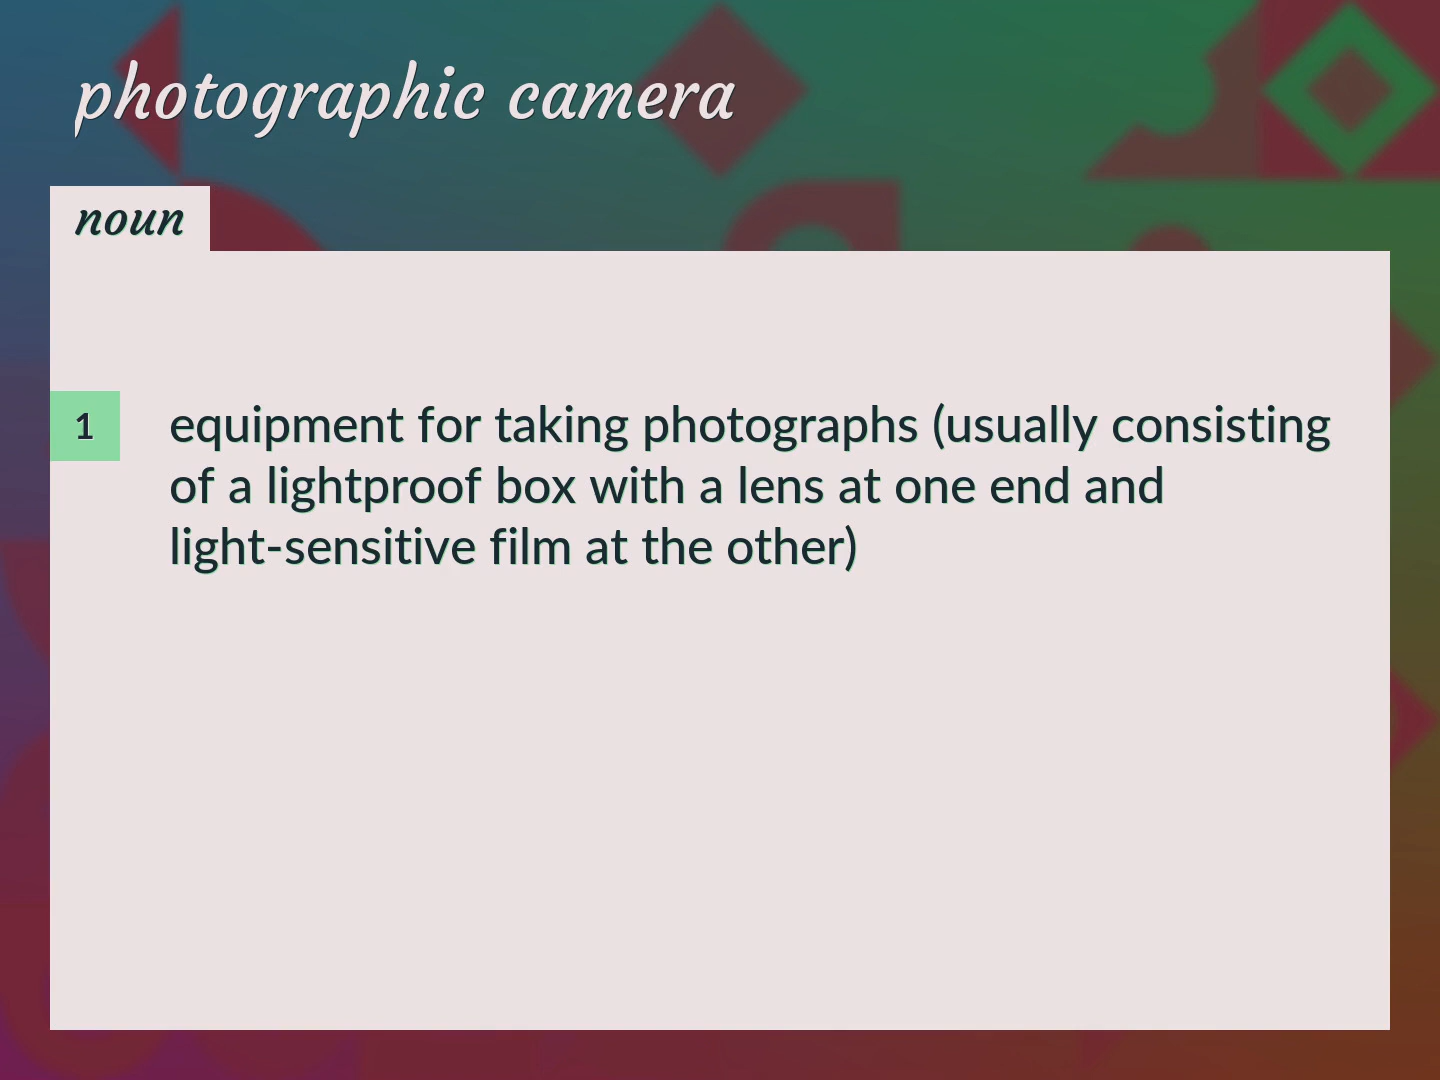 photographic camera
noun
1
equipment for taking photographs (usually consisting
of a lightproof box with a lens at one end and
light-sensitive film at the other)